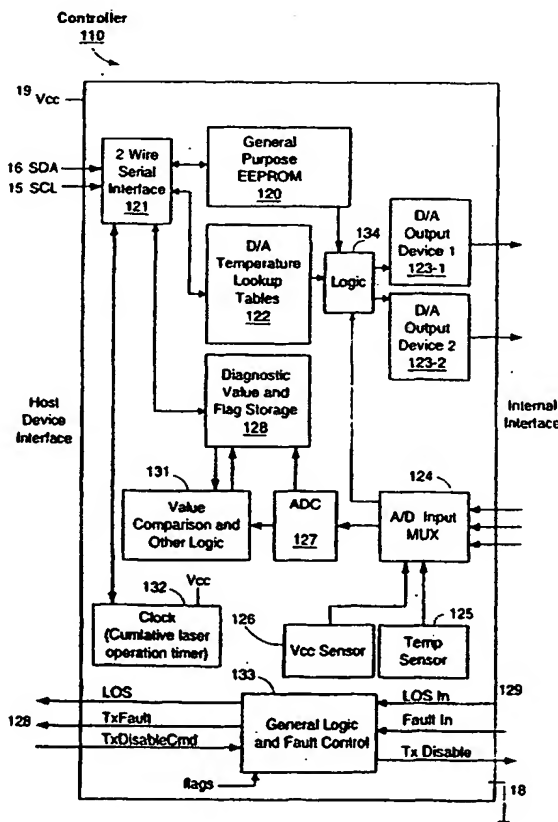 Controller
110
19 Vcc
16 SDA
15 SCL
2 Wire
Serial
Interface
121
General
Purpose
EEPROM
120
D/A
Temperature
Lookup
Tables
122
134
Logic
D/A
Output
Device 1
123-1
D/A
Output
Device 2
123-2
Host
Device
Interface
Diagnostic
Value and
Flag Storage
128
Internal
Interface
131
Value
Comparison and
Other Logic
ADC
127
124
A/D Input
MUX
132
Vcc
Clock
(Cumlative laser
operation timer)
126
Vcc Sensor
125
Temp
Sensor
133
General Logic
and Fault Control
LOS
128
TxFault
TxDisableCmd
flags
LOS In
129
Fault In
Tx Disable
18